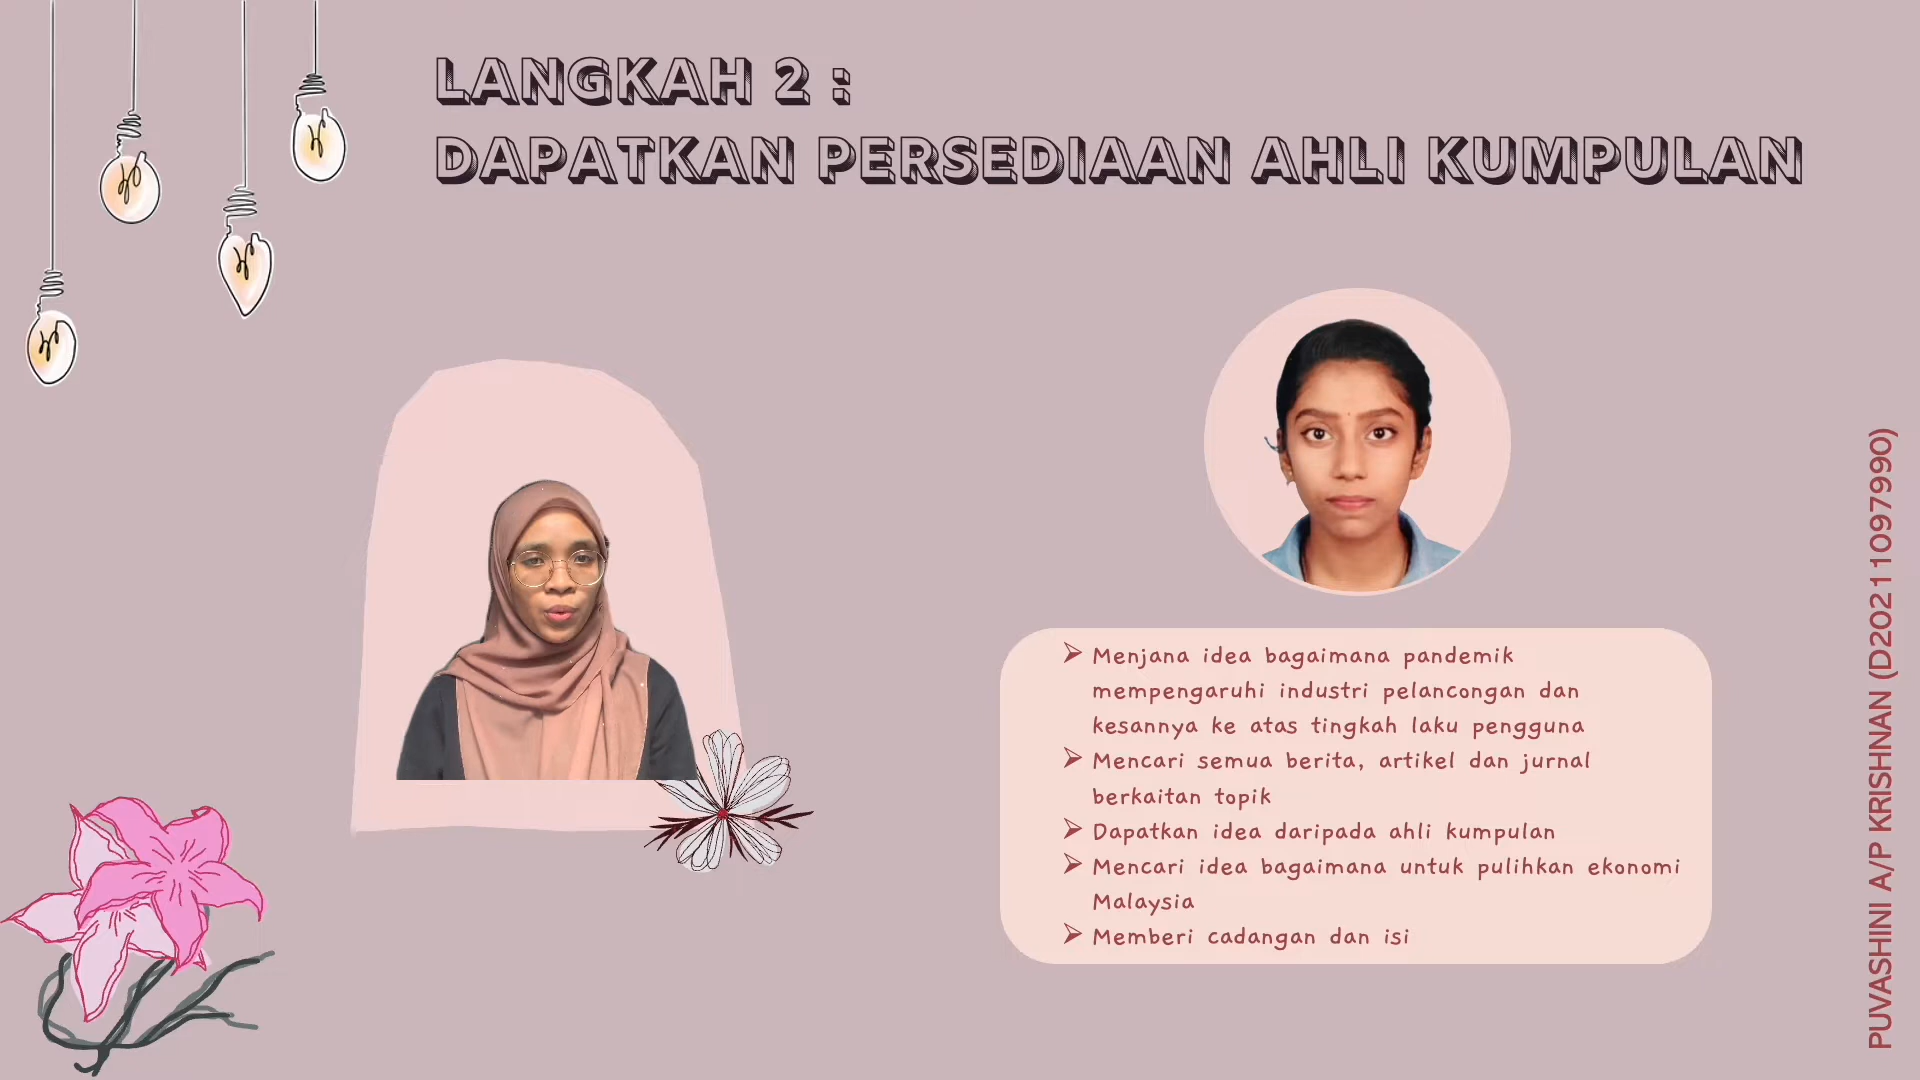 LANGKAH 2 :
DAPATKAN PERSEDIAAN AHLI KUMPULAN
➢ Menjana idea bagaimana pandemik
mempengaruhi industri pelancongan dan
kesannya ke atas tingkah laku pengguna
➢ Mencari semua berita, artikel dan jurnal
berkaitan topik
➢ Dapatkan idea daripada ahli kumpulan
➢ Mencari idea bagaimana untuk pulihkan ekonomi
Malaysia
➢ Memberi cadangan dan isi
PUVASHINI A/P KRISHNAN (D20211097990)